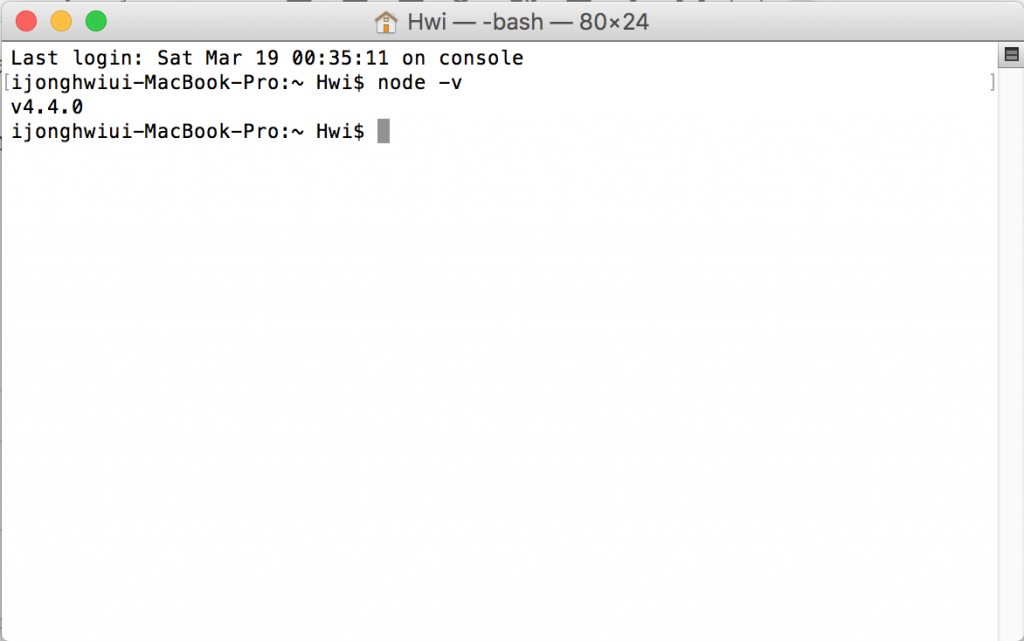 Hwi — -bash — 80×24
Last login: Sat Mar 19 00:35:11 on console
[ijonghwiui-MacBook-Pro:~ Hwi$ node -v ]
v4.4.0
ijonghwiui-MacBook-Pro:~ Hwi$